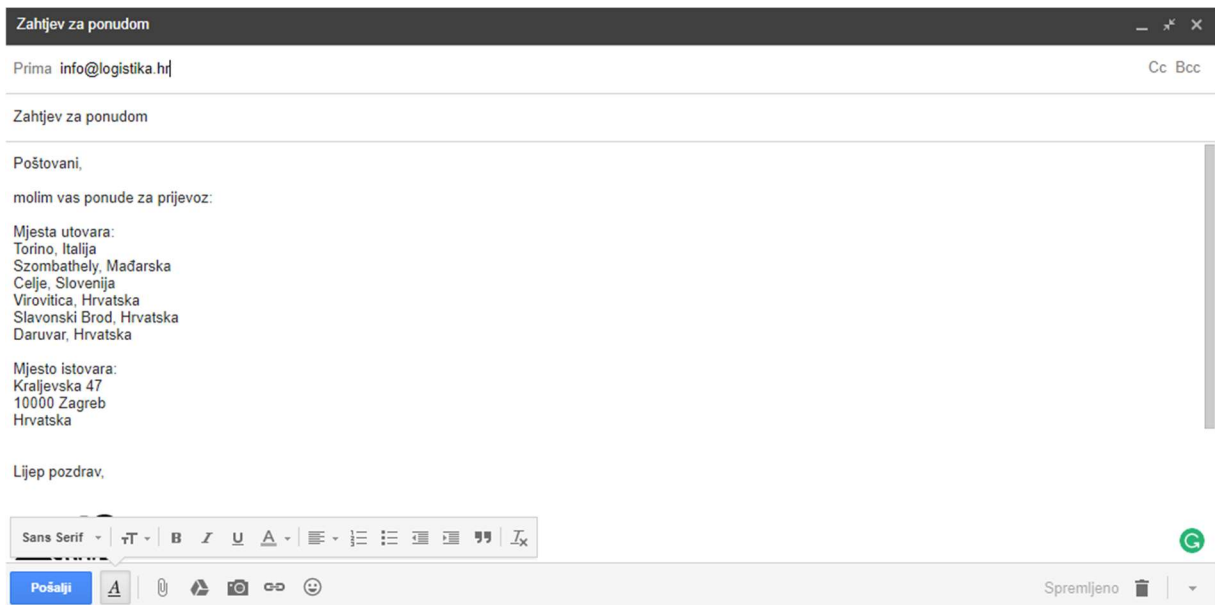 Zahtjev za ponudom
Prima info@logistika.hr
Cc Bcc
Zahtjev za ponudom
Poštovani,
molim vas ponude za prijevoz:
Mjesta utovara:
Torino, Italija
Szombathely, Mađarska
Celje, Slovenija
Virovitica, Hrvatska
Slavonski Brod, Hrvatska
Daruvar, Hrvatska
Mjesto istovara:
Kraljevska 47
10000 Zagreb
Hrvatska
Lijep pozdrav,
Sans Serif
Pošalji
Spremljeno